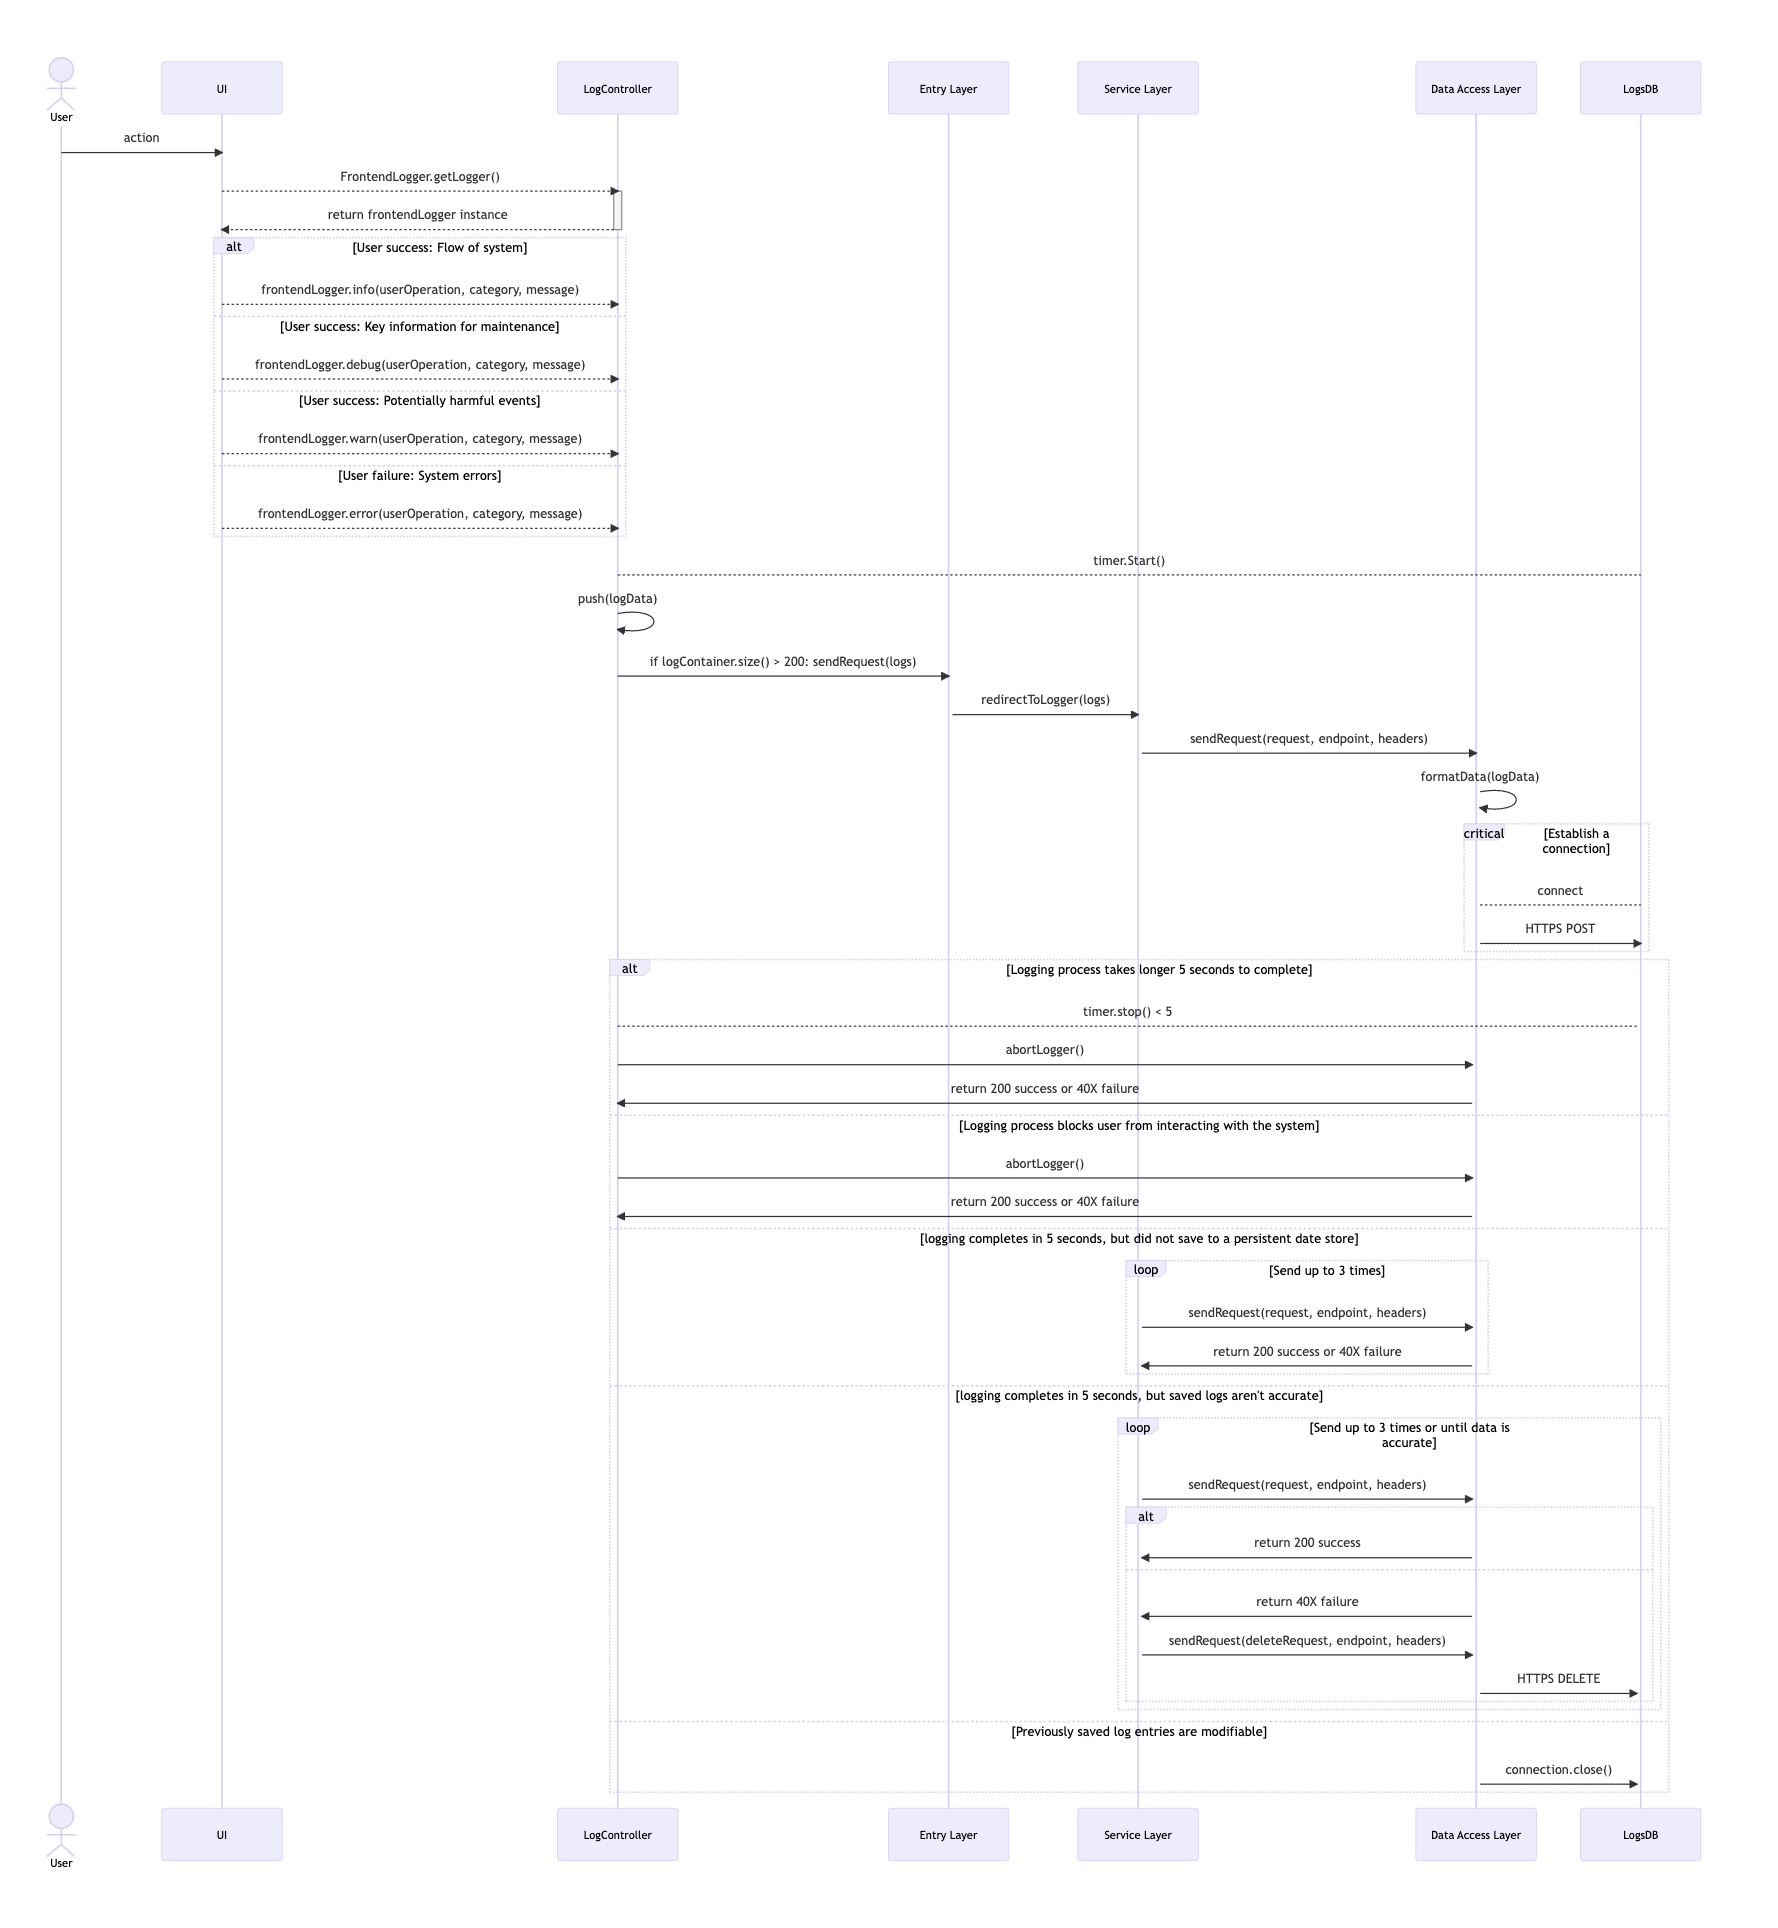 UI
LogController
Entry Layer
Service Layer
Data Access Layer
LogsDB
User
action
FrontendLogger.getLogger()
return frontendLogger instance
alt
[User success: Flow of system]
frontendLogger.info(userOperation, category, message)
[User success: Key information for maintenance]
frontendLogger.debug(userOperation, category, message)
[User success: Potentially harmful events]
frontendLogger.warn(userOperation, category, message)
[User failure: System errors]
frontendLogger.error(userOperation, category, message)
timer.Start()
push(logData)
if logContainer.size() > 200: sendRequest(logs)
redirectToLogger(logs)
sendRequest(request, endpoint, headers)
formatData(logData)
critical
[Establish a
connection]
connect
HTTPS POST
alt
[Logging process takes longer 5 seconds to complete]
timer.stop() < 5
abortLogger()
return 200 success or 40X failure
[Logging process blocks user from interacting with the system]
abortLogger()
return 200 success or 40X failure
[logging completes in 5 seconds, but did not save to a persistent date store]
loop
[Send up to 3 times]
sendRequest(request, endpoint, headers)
return 200 success or 40X failure
[logging completes in 5 seconds, but saved logs aren't accurate]
loop
[Send up to 3 times or until data is
accurate]
sendRequest(request, endpoint, headers)
alt
return 200 success
return 40X failure
sendRequest(deleteRequest, endpoint, headers)
HTTPS DELETE
[Previously saved log entries are modifiable]
connection.close()
UI
LogController
Entry Layer
Service Layer
Data Access Layer
LogsDB
User